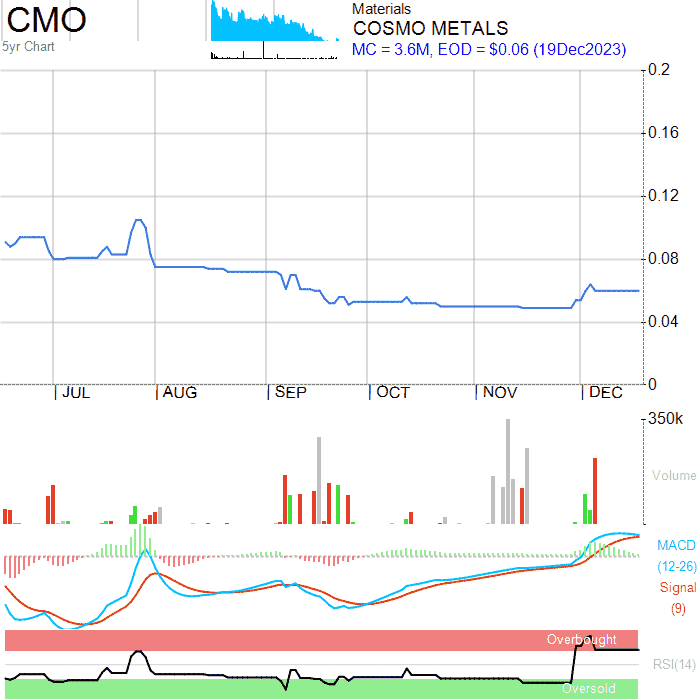 CMO
5yr Chart
Materials
COSMO METALS
MC = 3.6M, EOD = $0.06 (19Dec2023)
0.2
0.16
0.12
0.08
0.04
0
JUL
AUG
SEP
OCT
NOV
DEC
350k
Volume
MACD
(12-26)
Signal
(9)
Overbought
RSI(14)
Oversold